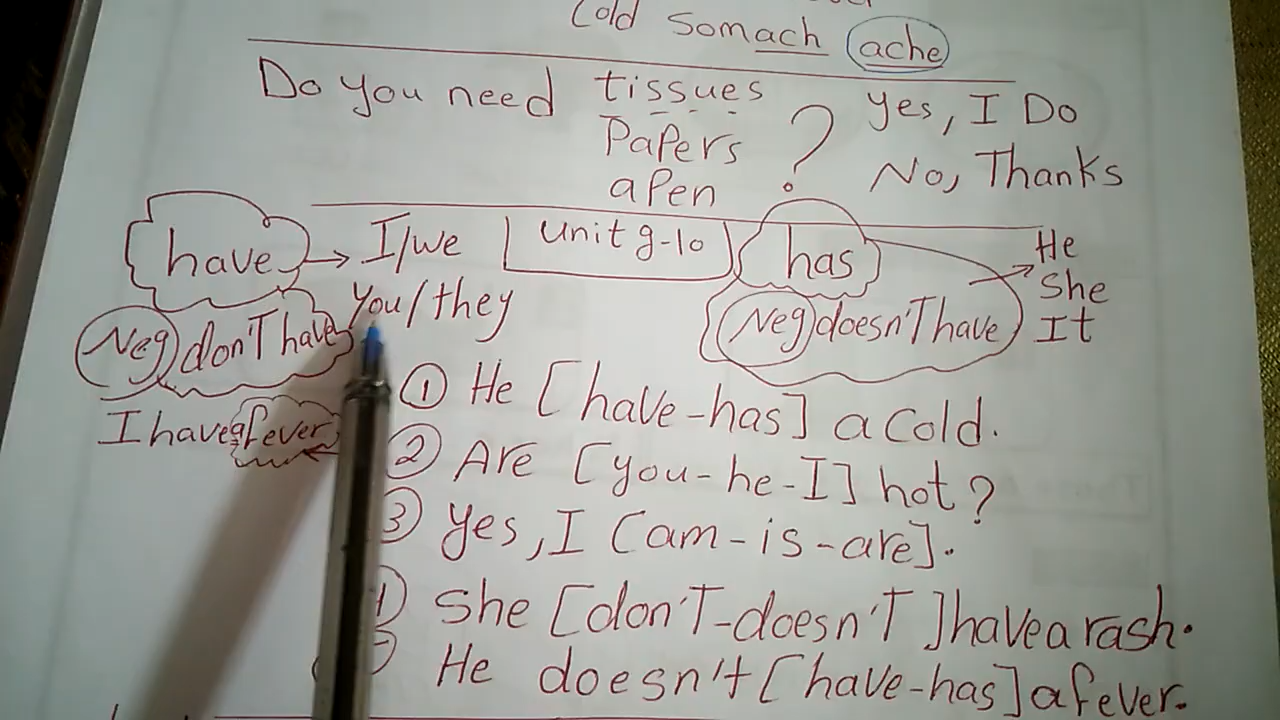 Cold Somach ache
Do you need tissues
Papers
a Pen
?
Yes, I Do
No, Thanks
have → I/we
You/they
Neg don't have
I have a fever
Unit 9-10
has
He
She
It
Neg doesn't have
① He [have-has] a Cold.
② Are [you-he-I] hot?
③ Yes, I [am-is-are].
She [don't-doesn't] have a rash.
He doesn't [have-has] a fever.